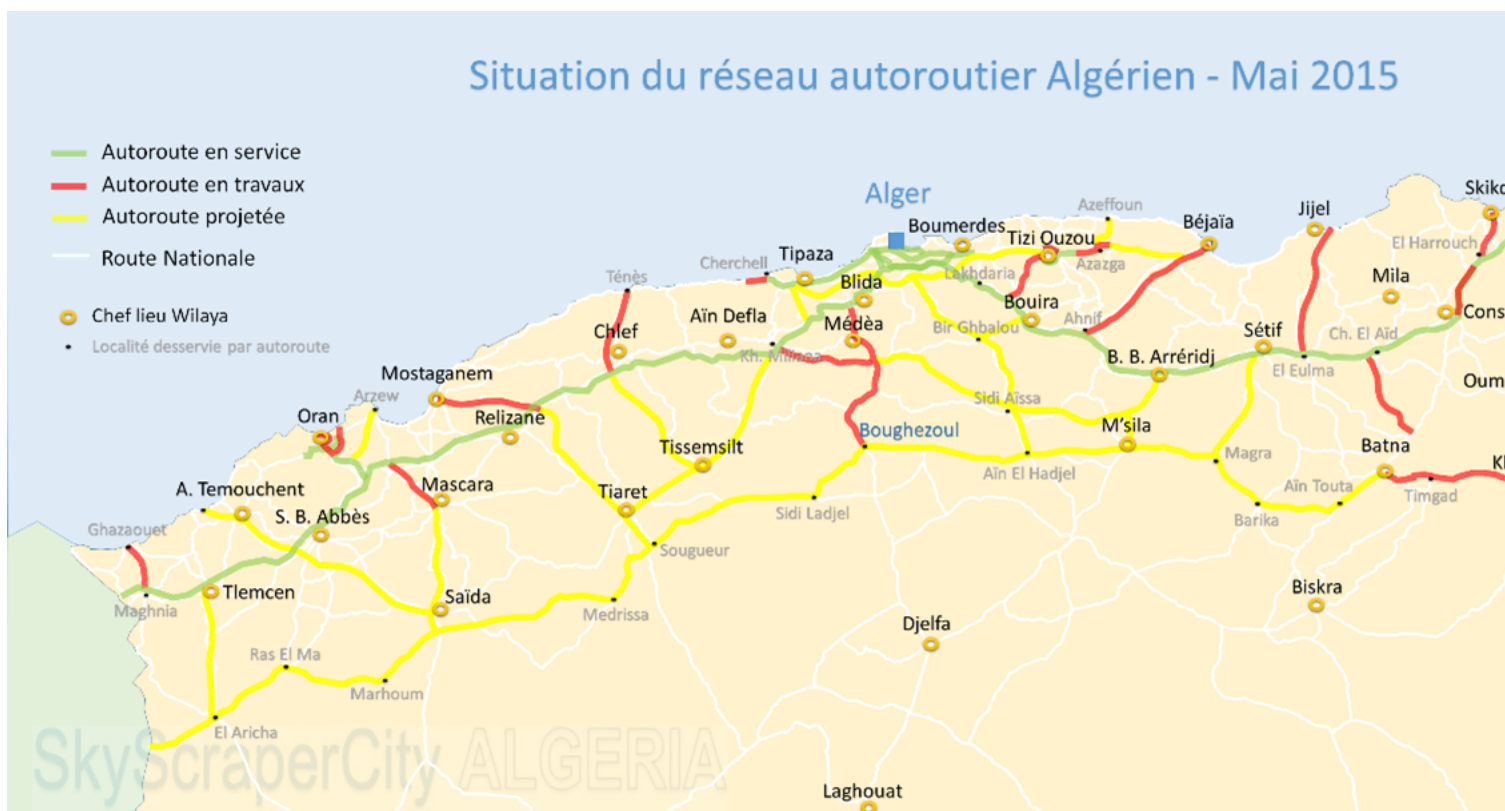 Situation du réseau autoroutier Algérien - Mai 2015
Autoroute en service
Autoroute en travaux
Autoroute projetée
Route Nationale
Chef lieu Wilaya
Localité desservie par autoroute
Alger
Azeffoun
Skikd
Jijel
Béjaïa
Boumerdes
Tizi Ouzou
El Harrouch
Tipaza
Cherchell
Azazga
Lakhdaria
Ténès
Mila
Blida
Bouira
Cons
Aïn Defla
Médèa
Bir Ghbalou
Ahnif
Chlef
Sétif
Ch. El Aïd
Kh. Miliana
B. B. Arréridj
El Eulma
Mostaganem
Arzew
Oum
Sidi Aïssa
Oran
Relizane
Boughezoul
M'sila
Tissemsilt
Batna
Magra
Kh
Aïn El Hadjel
A. Temouchent
Mascara
Tiaret
Aïn Touta
Timgad
S. B. Abbès
Sidi Ladjel
Barika
Ghazaouet
Sougueur
Tlemcen
Saïda
Biskra
Maghnia
Medrissa
Djelfa
Ras El Ma
Marhoum
El Aricha
SkyScraperCity ALGERIA
Laghouat